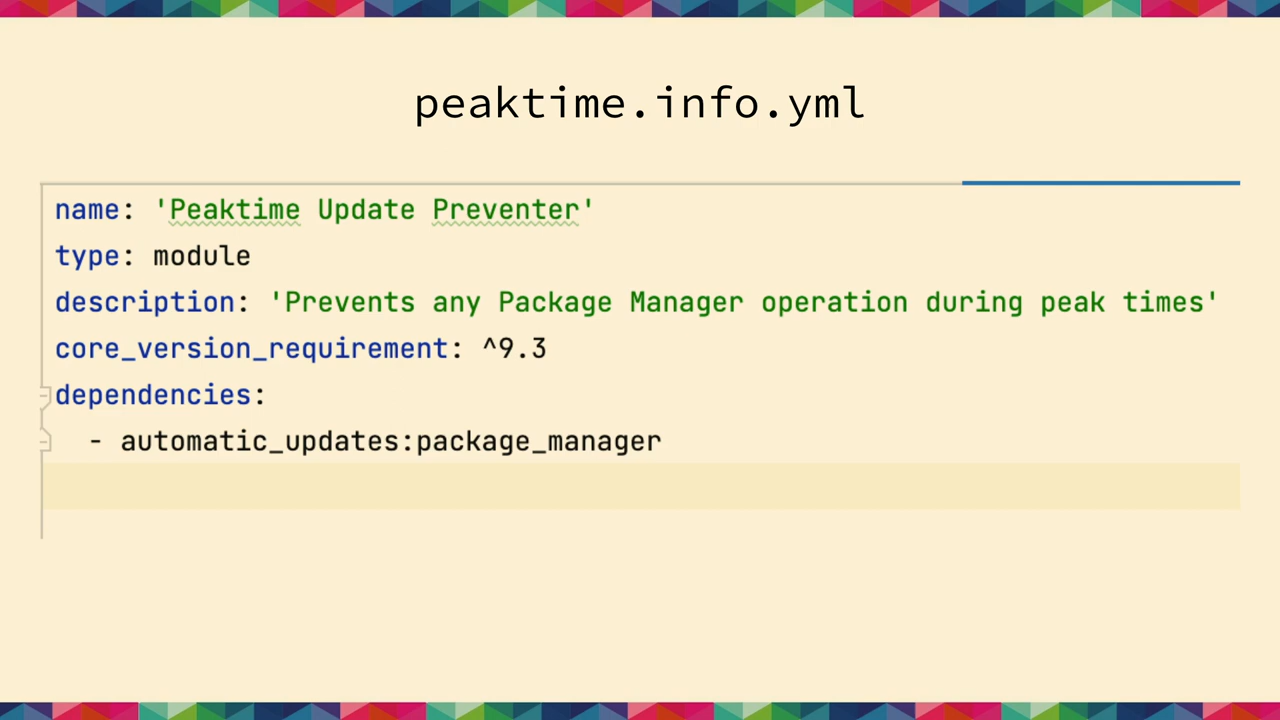 peaktime.info.yml
name: 'Peaktime Update Preventer'
type: module
description: 'Prevents any Package Manager operation during peak times'
core_version_requirement: ^9.3
dependencies:
  - automatic_updates:package_manager